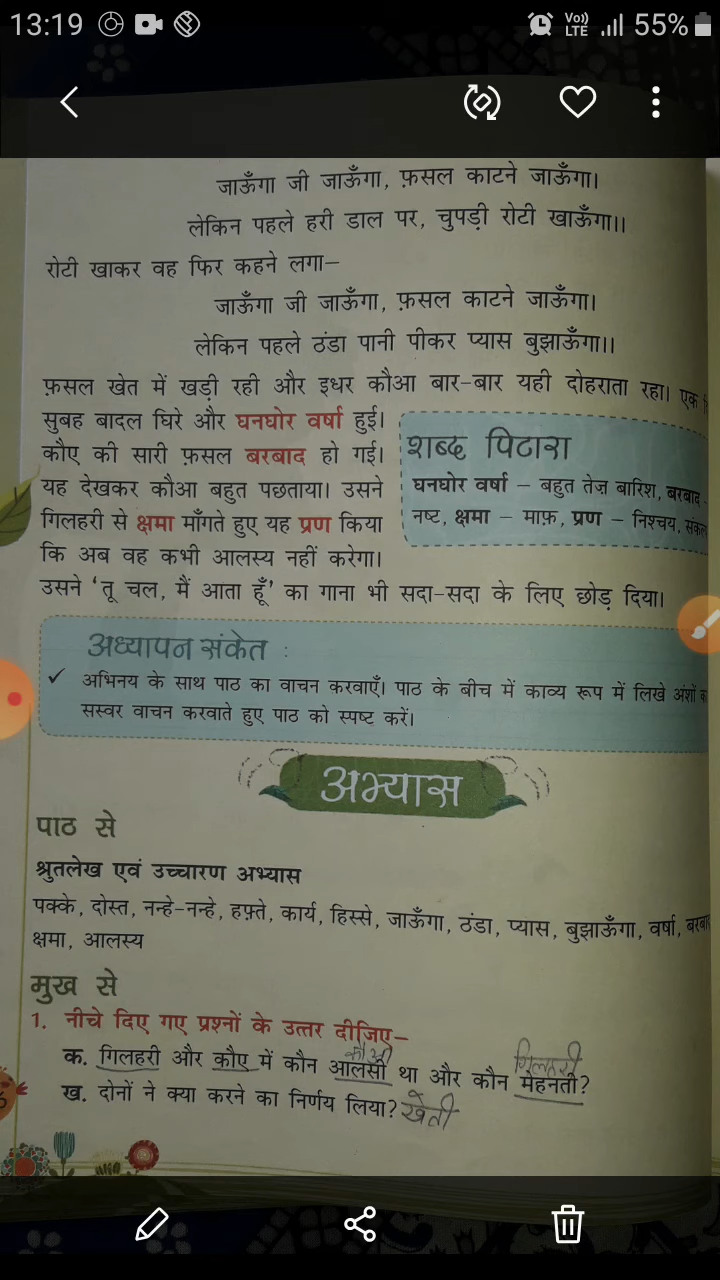 13:19 Vo)) LTE 55%
जाऊँगा जी जाऊँगा, फ़सल काटने जाऊँगा।
लेकिन पहले हरी डाल पर, चुपड़ी रोटी खाऊँगा।।
रोटी खाकर वह फिर कहने लगा–
जाऊँगा जी जाऊँगा, फ़सल काटने जाऊँगा।
लेकिन पहले ठंडा पानी पीकर प्यास बुझाऊँगा।।
फ़सल खेत में खड़ी रही और इधर कौआ बार-बार यही दोहराता रहा। एक
सुबह बादल घिरे और घनघोर वर्षा हुई।
कौए की सारी फ़सल बरबाद हो गई।
यह देखकर कौआ बहुत पछताया। उसने
गिलहरी से क्षमा माँगते हुए यह प्रण किया
कि अब वह कभी आलस्य नहीं करेगा।
उसने ‘तू चल, मैं आता हूँ’ का गाना भी सदा-सदा के लिए छोड़ दिया।
शब्द पिटारा
घनघोर वर्षा – बहुत तेज़ बारिश, बरबाद -
नष्ट, क्षमा – माफ़, प्रण – निश्चय,
अध्यापन संकेत :
✓ अभिनय के साथ पाठ का वाचन करवाएँ। पाठ के बीच में काव्य रूप में लिखे अंशों
सस्वर वाचन करवाते हुए पाठ को स्पष्ट करें।
अभ्यास
पाठ से
श्रुतलेख एवं उच्चारण अभ्यास
पक्के, दोस्त, नन्हे-नन्हे, हफ़्ते, कार्य, हिस्से, जाऊँगा, ठंडा, प्यास, बुझाऊँगा, वर्षा,
क्षमा, आलस्य
मुख से
1. नीचे दिए गए प्रश्नों के उत्तर दीजिए–
कौआ गिलहरी
क. गिलहरी और कौए में कौन आलसी था और कौन मेहनती?
ख. दोनों ने क्या करने का निर्णय लिया? खेती